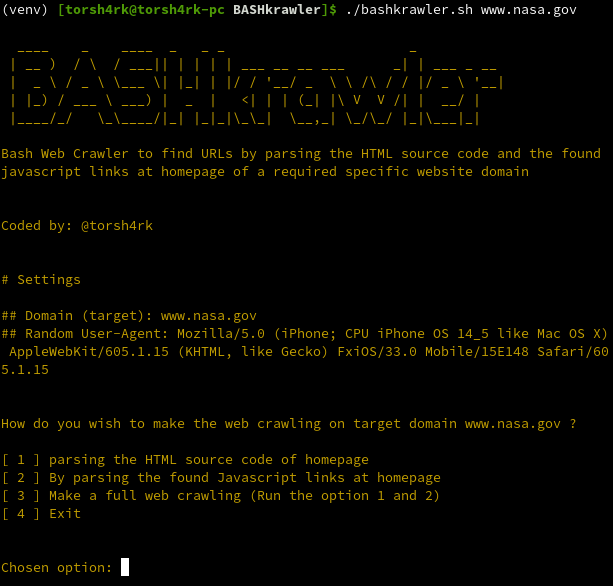 (venv) [torsh4rk@torsh4rk-pc BASHkrawler]$ ./bashkrawler.sh www.nasa.gov
BASHkrawler
Bash Web Crawler to find URLs by parsing the HTML source code and the found
javascript links at homepage of a required specific website domain
Coded by: @torsh4rk
# Settings
## Domain (target): www.nasa.gov
## Random User-Agent: Mozilla/5.0 (iPhone; CPU iPhone OS 14_5 like Mac OS X)
AppleWebKit/605.1.15 (KHTML, like Gecko) FxiOS/33.0 Mobile/15E148 Safari/60
5.1.15
How do you wish to make the web crawling on target domain www.nasa.gov ?
[ 1 ] parsing the HTML source code of homepage
[ 2 ] By parsing the found Javascript links at homepage
[ 3 ] Make a full web crawling (Run the option 1 and 2)
[ 4 ] Exit
Chosen option: